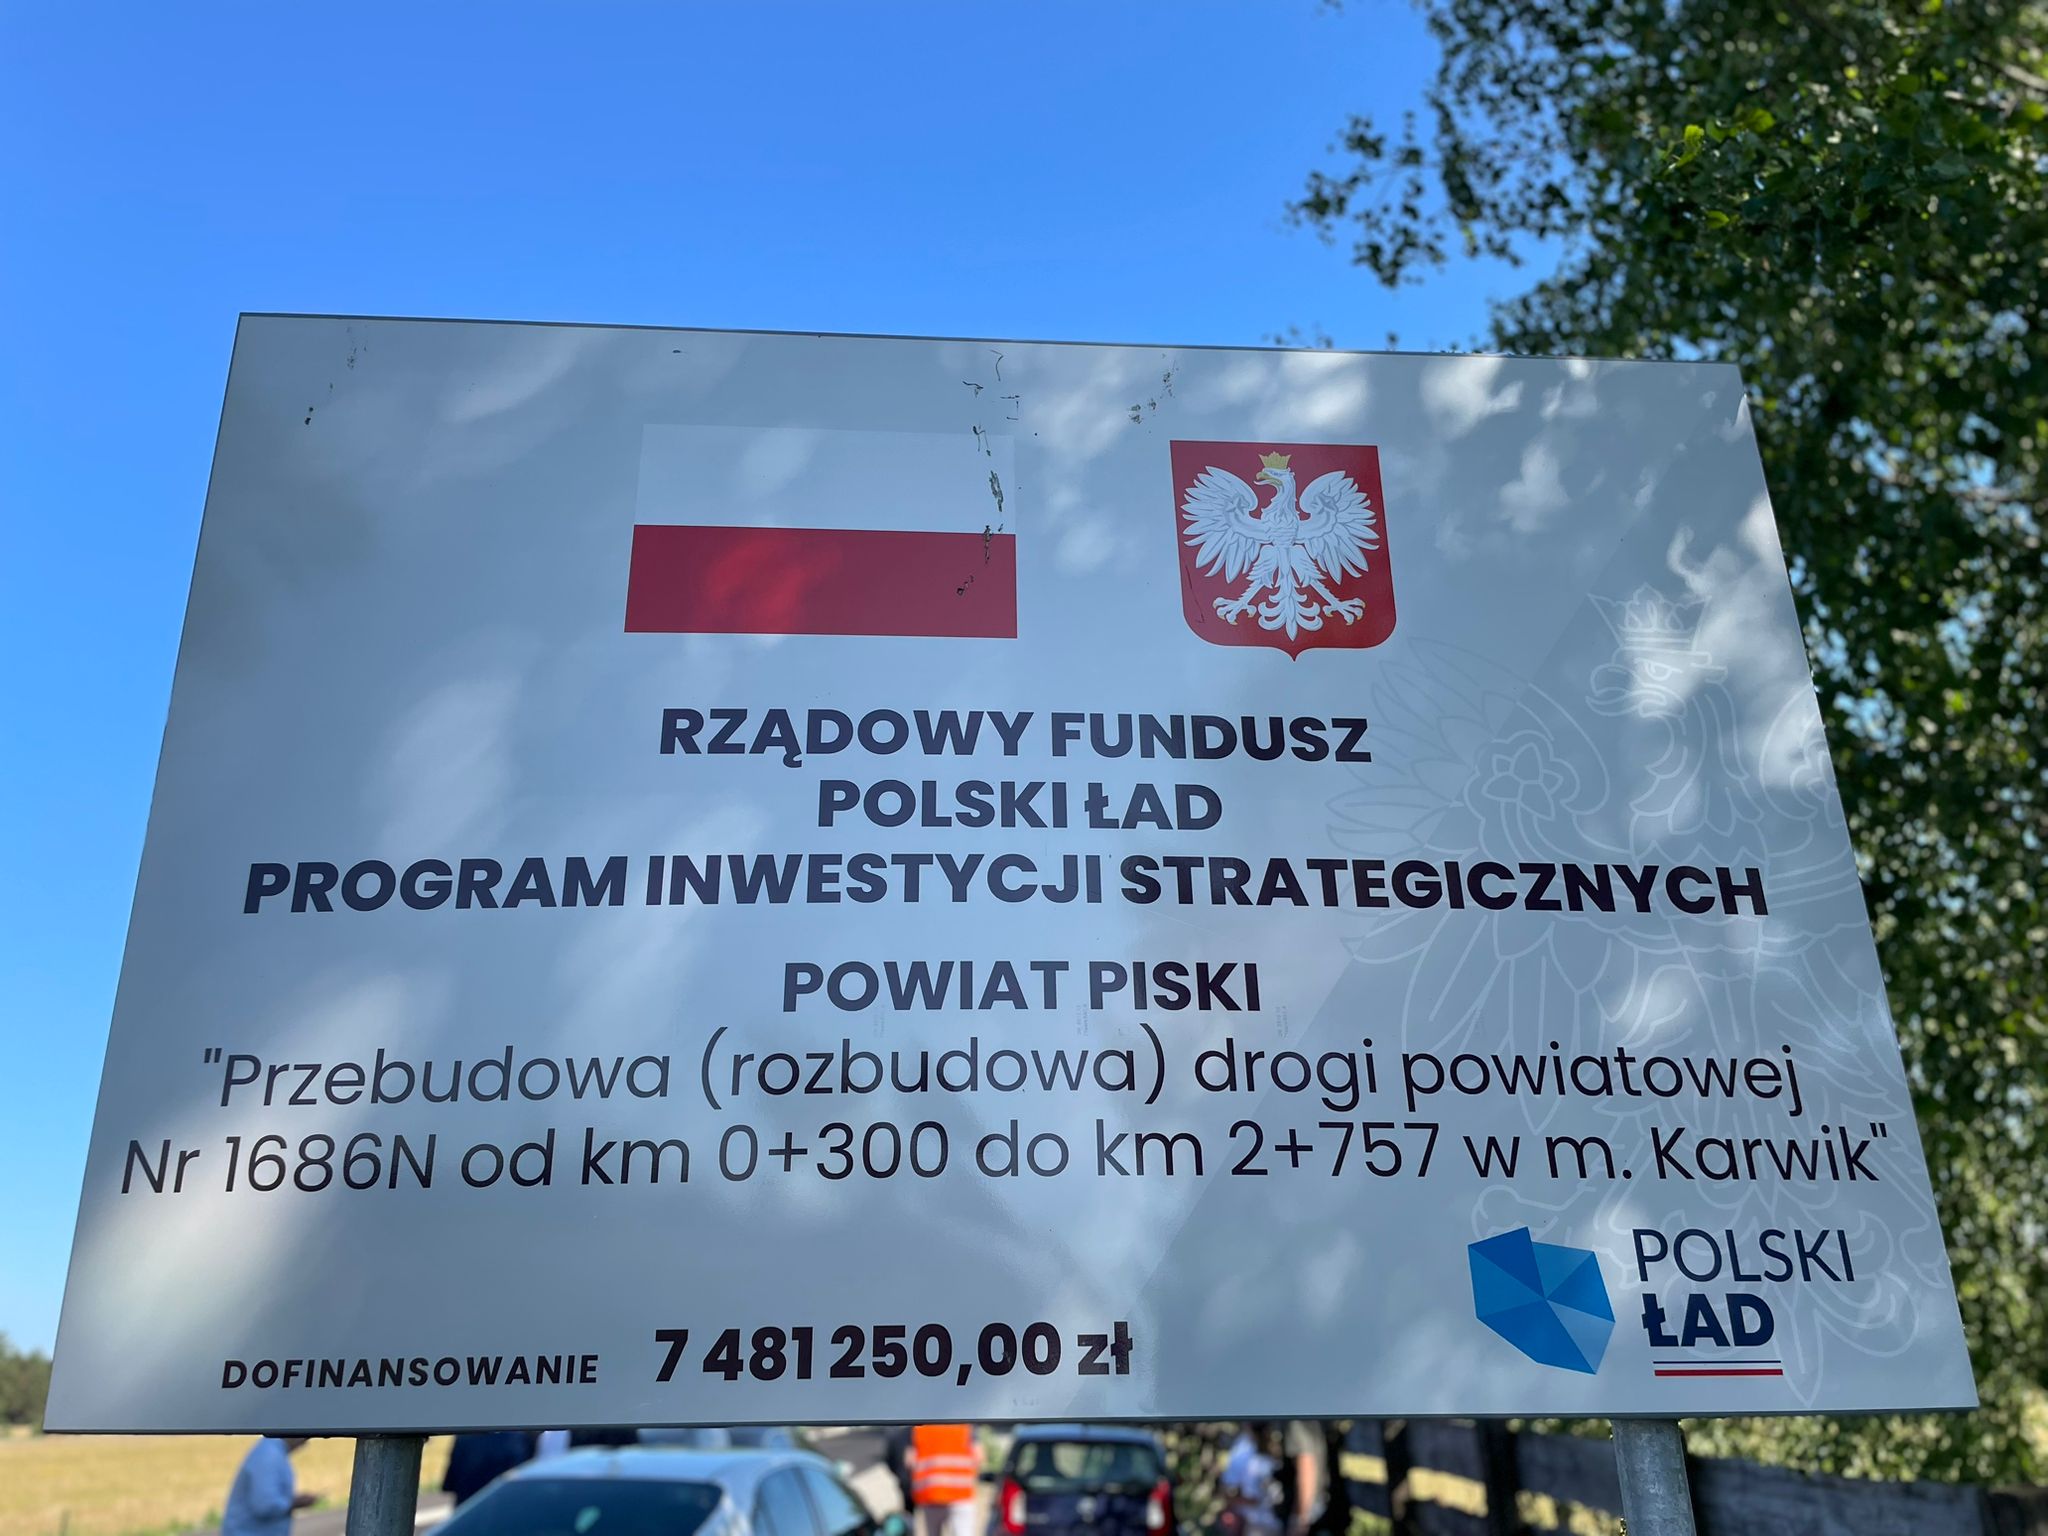 RZĄDOWY FUNDUSZ
POLSKI ŁAD
PROGRAM INWESTYCJI STRATEGICZNYCH
POWIAT PISKI
"Przebudowa (rozbudowa) drogi powiatowej
Nr 1686N od km 0+300 do km 2+757 w m. Karwik"
DOFINANSOWANIE 7 481 250,00 zł
POLSKI
ŁAD